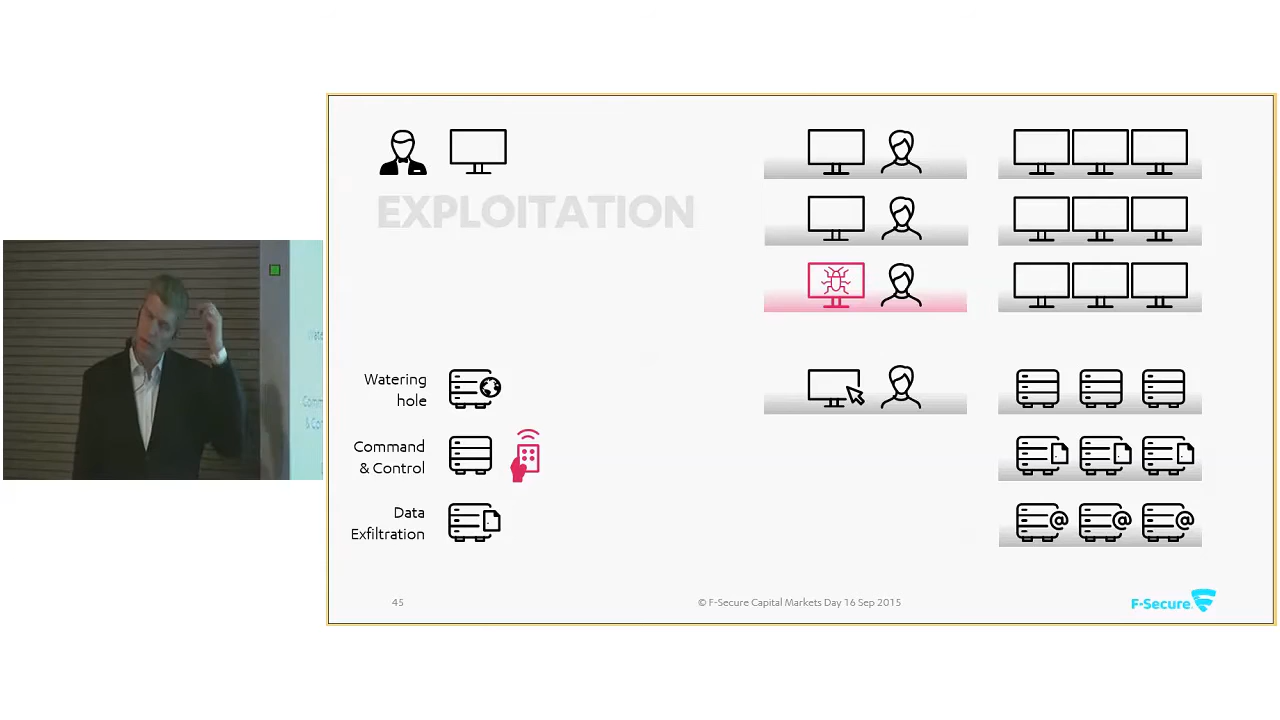 EXPLOITATION
Watering
hole
Command
& Control
Data
Exfiltration
45
© F-Secure Capital Markets Day 16 Sep 2015
F-Secure.